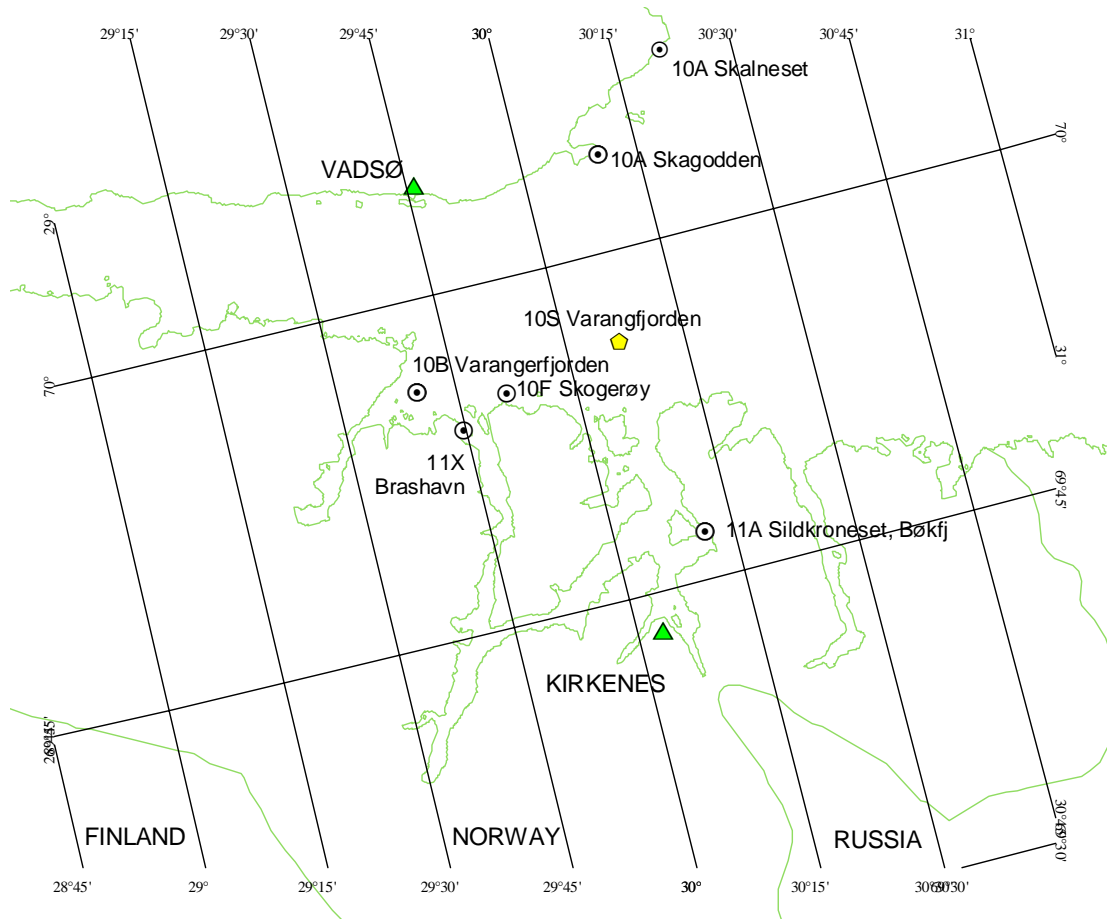 29°15'
29°30'
29°45'
30°
30°15'
30°30'
30°45'
31°
10A Skalneset
70°
10A Skagodden
VADSØ
29°
10S Varangfjorden
31°
10B Varangerfjorden
10F Skogerøy
70°
11X
Brashavn
69°45'
11A Sildkroneset, Bøkfj
KIRKENES
FINLAND
NORWAY
RUSSIA
28°45'
29°
29°15'
29°30'
29°45'
30°
30°15'